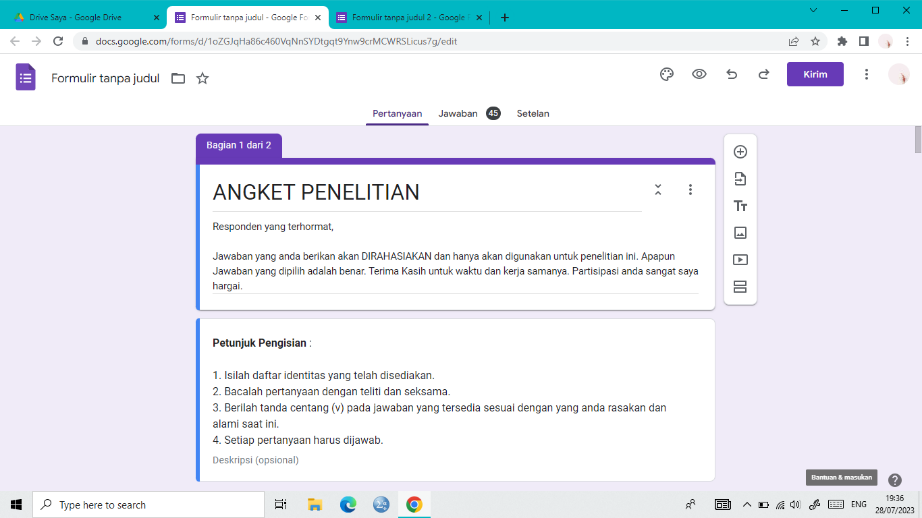 Drive Saya - Google Drive
Formulir tanpa judul - Google Fo
Formulir tanpa judul 2 - Google
docs.google.com/forms/d/1oZGJqHa86c460VqNnSYDtgqt9Ynw9crMCWRSLicus7g/edit
Formulir tanpa judul
Kirim
Pertanyaan
Jawaban 45
Setelan
Bagian 1 dari 2
ANGKET PENELITIAN
Responden yang terhormat,
Jawaban yang anda berikan akan DIRAHASIAKAN dan hanya akan digunakan untuk penelitian ini. Apapun
Jawaban yang dipilih adalah benar. Terima Kasih untuk waktu dan kerja samanya. Partisipasi anda sangat saya
hargai.
Petunjuk Pengisian :
1. Isilah daftar identitas yang telah disediakan.
2. Bacalah pertanyaan dengan teliti dan seksama.
3. Berilah tanda centang (v) pada jawaban yang tersedia sesuai dengan yang anda rasakan dan
alami saat ini.
4. Setiap pertanyaan harus dijawab.
Deskripsi (opsional)
Bantuan & masukan
Type here to search
ENG
19:36
28/07/2023